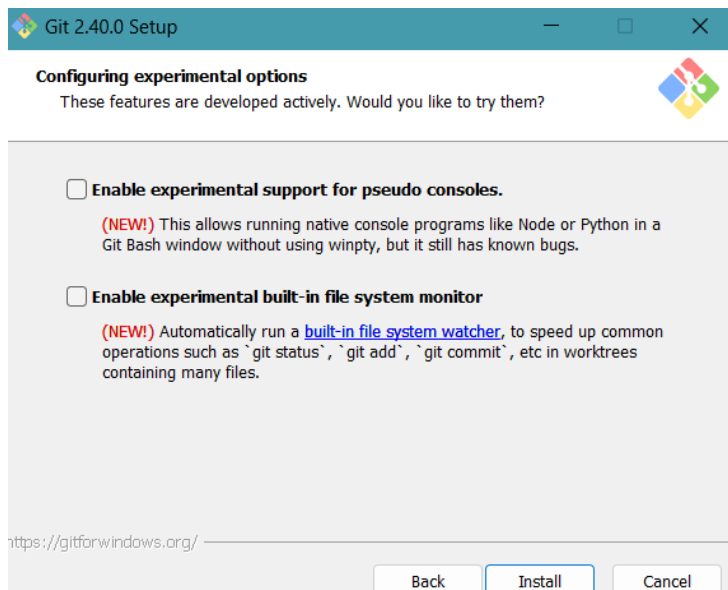 Git 2.40.0 Setup
Configuring experimental options
These features are developed actively. Would you like to try them?
Enable experimental support for pseudo consoles.
(NEW!) This allows running native console programs like Node or Python in a
Git Bash window without using winpty, but it still has known bugs.
Enable experimental built-in file system monitor
(NEW!) Automatically run a built-in file system watcher, to speed up common
operations such as `git status`, `git add`, `git commit`, etc in worktrees
containing many files.
https://gitforwindows.org/
Back Install Cancel